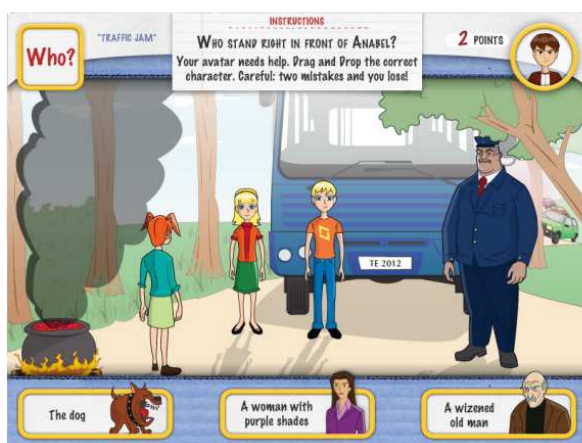 Who?
"TRAFFIC JAM"
INSTRUCTIONS
WHO STAND RIGHT IN FRONT OF ANABEL?
Your avatar needs help. Drag and Drop the correct
character. Careful: two mistakes and you lose!
2 POINTS
TE 2012
The dog
A woman with
purple shades
A wizened
old man